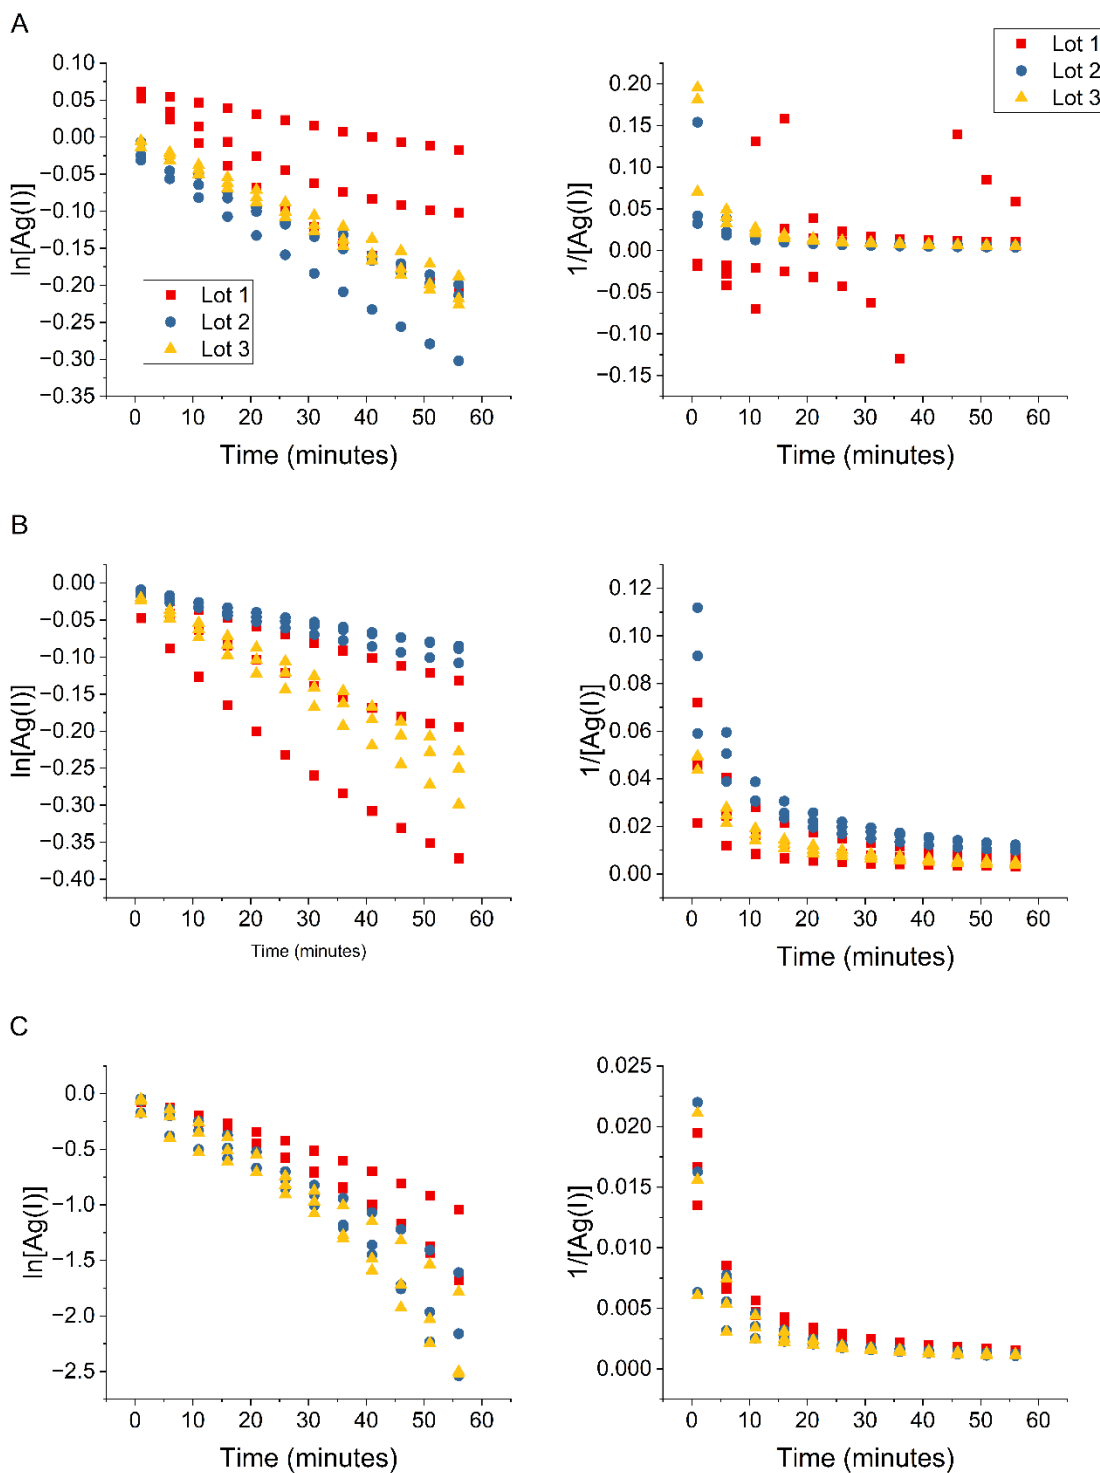 A
0.10
0.05
0.00
−0.05
−0.10
−0.15
−0.20
−0.25
−0.30
−0.35
ln[Ag(I)]
Lot 1
Lot 2
Lot 3
0 10 20 30 40 50 60
Time (minutes)
Lot 1
Lot 2
Lot 3
0.20
0.15
0.10
0.05
0.00
−0.05
−0.10
−0.15
1/[Ag(I)]
0 10 20 30 40 50 60
Time (minutes)
B
0.00
−0.05
−0.10
−0.15
−0.20
−0.25
−0.30
−0.35
−0.40
ln[Ag(I)]
0 10 20 30 40 50 60
Time (minutes)
0.12
0.10
0.08
0.06
0.04
0.02
0.00
1/[Ag(I)]
0 10 20 30 40 50 60
Time (minutes)
C
0.0
−0.5
−1.0
−1.5
−2.0
−2.5
ln[Ag(I)]
0 10 20 30 40 50 60
Time (minutes)
0.025
0.020
0.015
0.010
0.005
0.000
1/[Ag(I)]
0 10 20 30 40 50 60
Time (minutes)